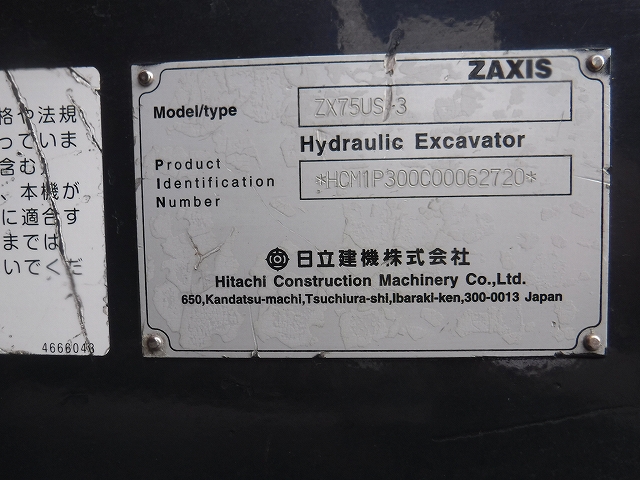 格や法規
っていま
含む)
、本機が
に適合す
までは
いでくだ
4666048
ZAXIS
Model/type ZX75US-3
Hydraulic Excavator
Product
Identification *HCM1P300C00062720*
Number
日立建機株式会社
Hitachi Construction Machinery Co.,Ltd.
650,Kandatsu-machi,Tsuchiura-shi,Ibaraki-ken,300-0013 Japan